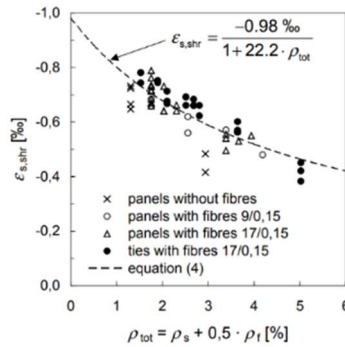 -1,0
-0,8
-0,6
-0,4
-0,2
-0,0
ε_s,shr [‰]
ε_s,shr = −0.98 ‰ / 1+22.2 · ρ_tot
× panels without fibres
○ panels with fibres 9/0,15
△ panels with fibres 17/0,15
● ties with fibres 17/0,15
--- equation (4)
0 1 2 3 4 5 6
ρ_tot = ρ_s + 0,5 · ρ_f [%]